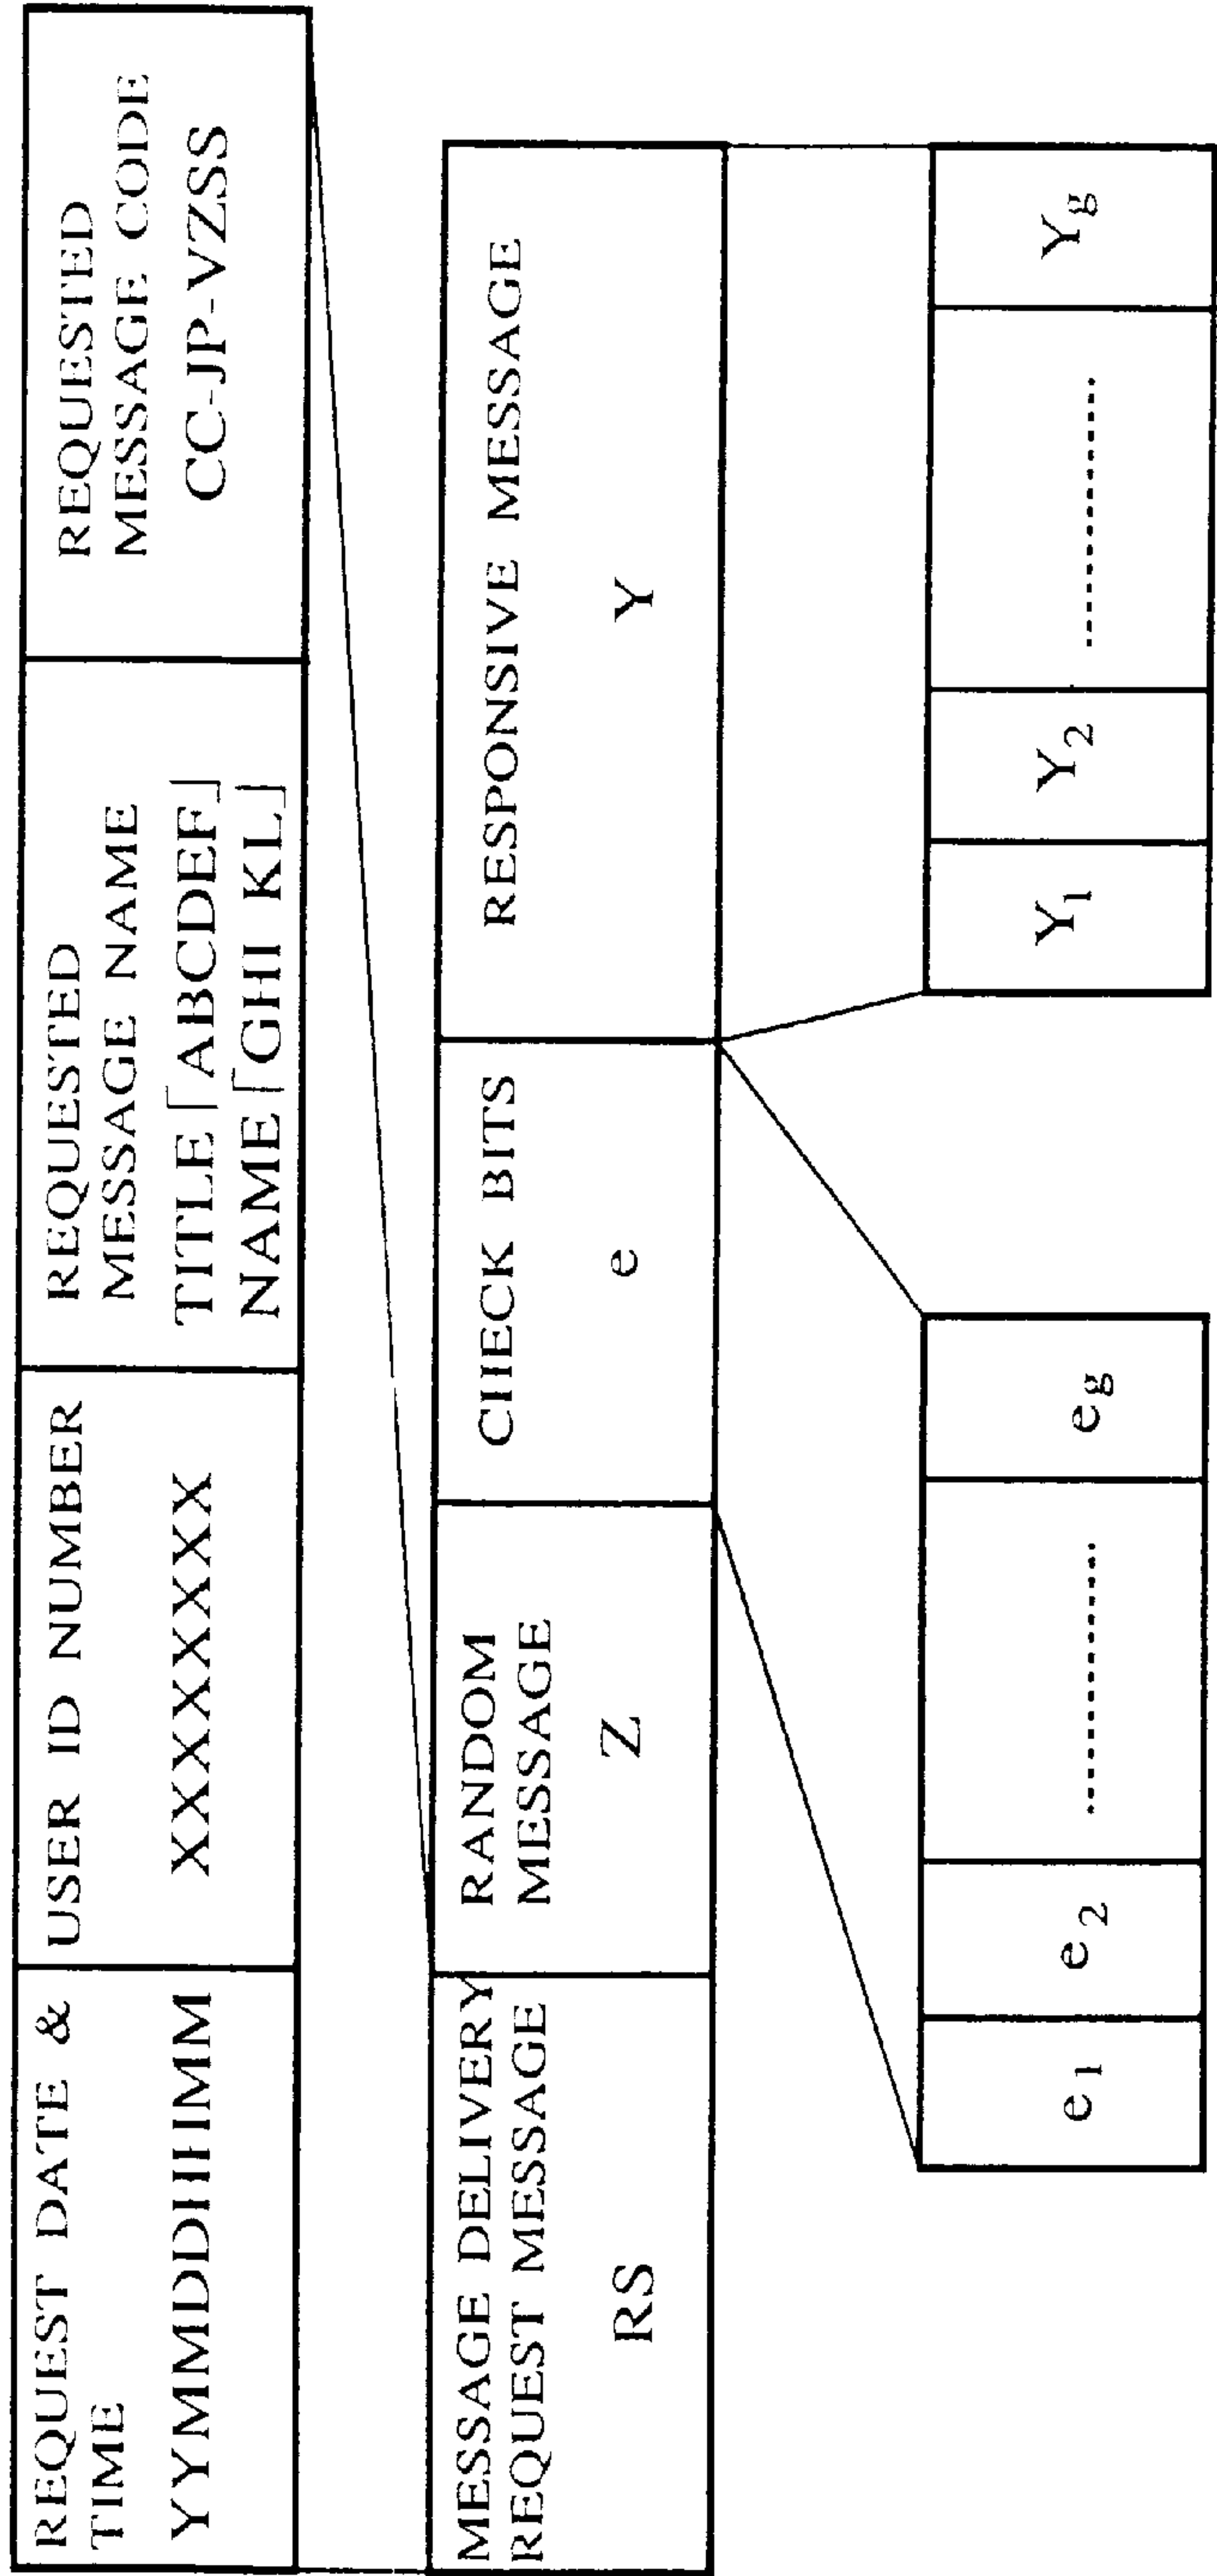 REQUEST DATE &
TIME
YYMMDDHHMM
USER ID NUMBER
XXXXXXXX
REQUESTED
MESSAGE NAME
TITLE「ABCDEF」
NAME「GHI KL」
REQUESTED
MESSAGE CODE
CC-JP-VZSS
MESSAGE DELIVERY
REQUEST MESSAGE
RS
RANDOM
MESSAGE
Z
CHECK BITS
e
RESPONSIVE MESSAGE
Y
e1
e2
eg
Y1
Y2
Yg